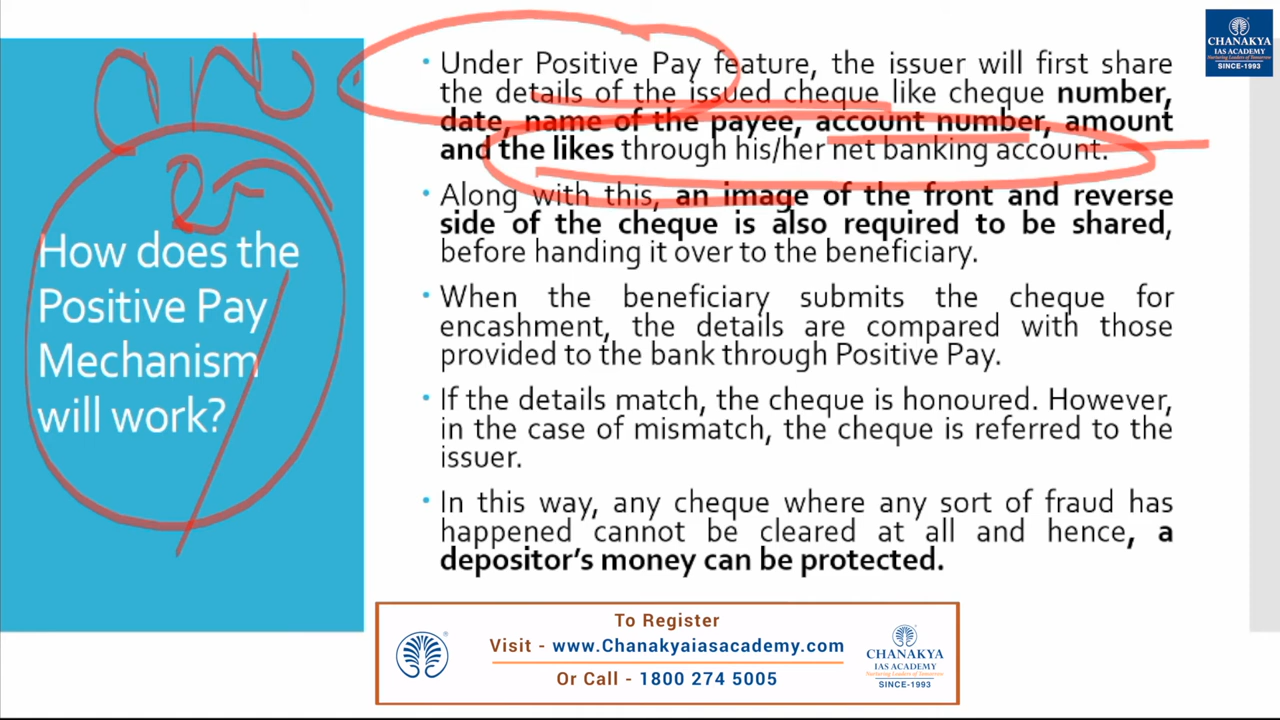 CHANAKYA
IAS ACADEMY
Nurturing Leaders of Tomorrow
SINCE-1993
How does the
Positive Pay
Mechanism
will work?
• Under Positive Pay feature, the issuer will first share
the details of the issued cheque like cheque number,
date, name of the payee, account number, amount
and the likes through his/her net banking account.
• Along with this, an image of the front and reverse
side of the cheque is also required to be shared,
before handing it over to the beneficiary.
• When the beneficiary submits the cheque for
encashment, the details are compared with those
provided to the bank through Positive Pay.
• If the details match, the cheque is honoured. However,
in the case of mismatch, the cheque is referred to the
issuer.
• In this way, any cheque where any sort of fraud has
happened cannot be cleared at all and hence, a
depositor's money can be protected.
To Register
Visit - www.Chanakyaiasacademy.com
Or Call - 1800 274 5005
CHANAKYA
IAS ACADEMY
Nurturing Leaders of Tomorrow
SINCE-1993